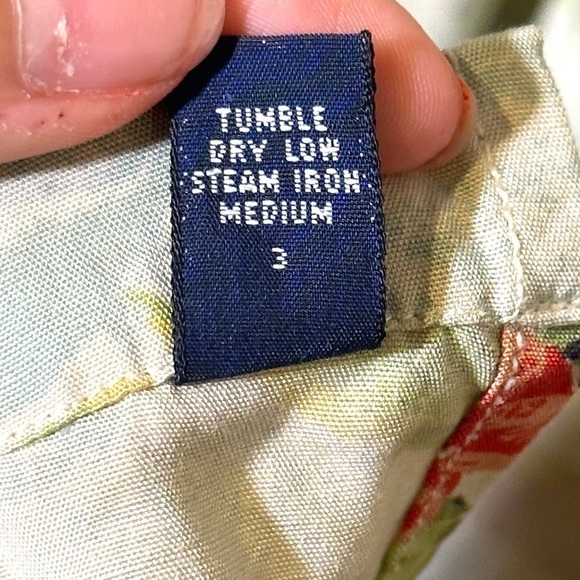 TUMBLE
DRY LOW
STEAM IRON
MEDIUM
3